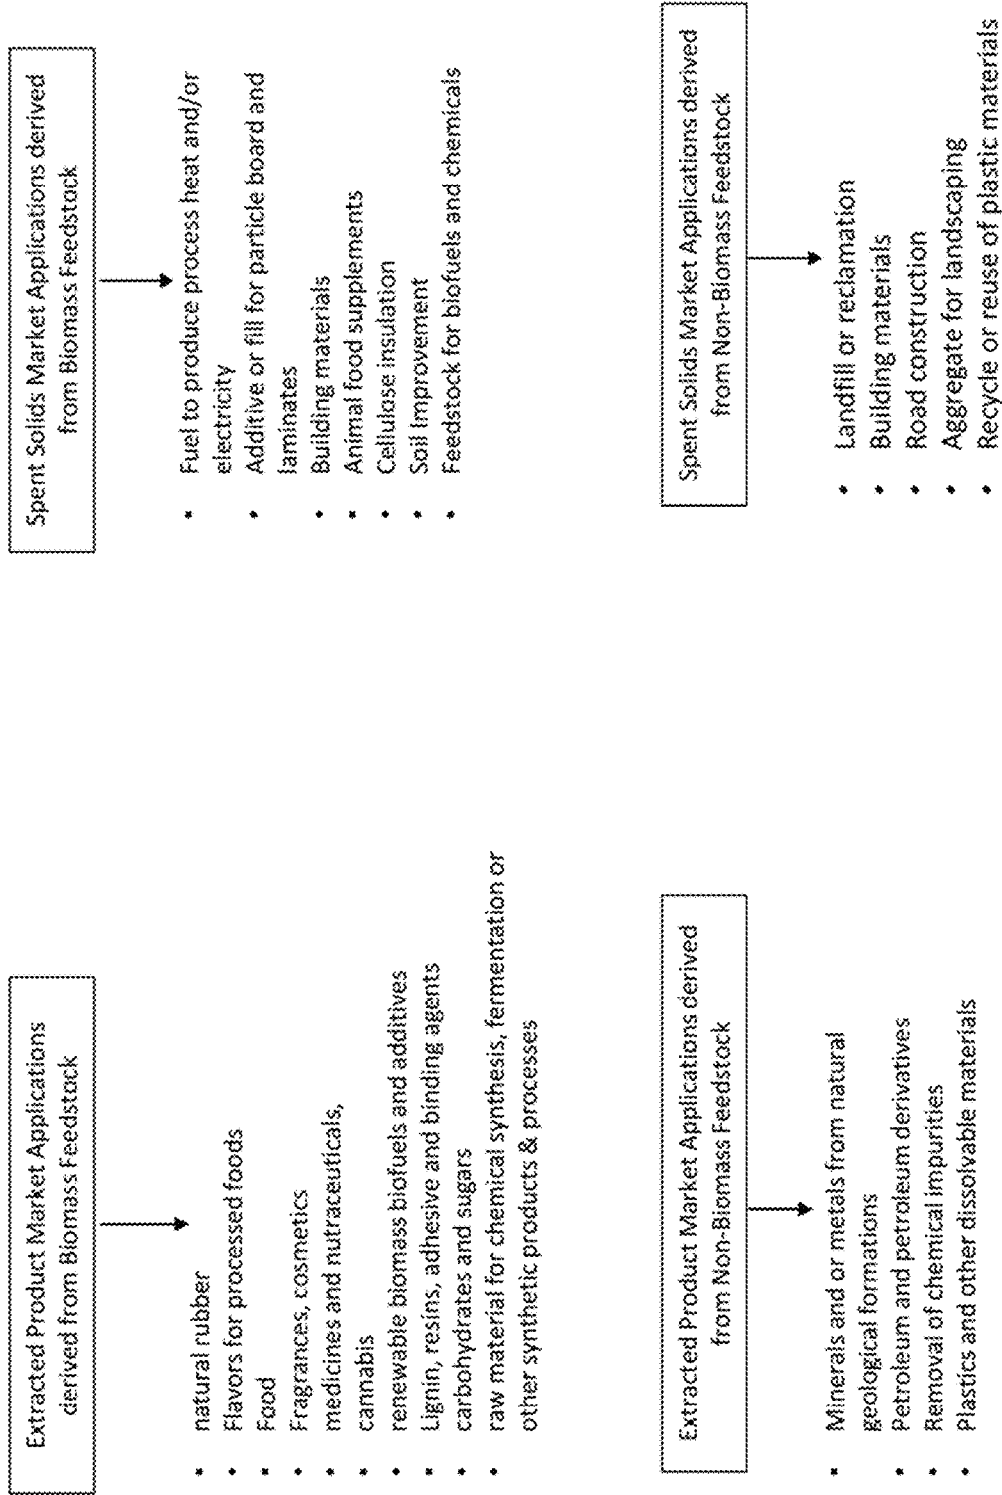 Extracted Product Market Applications
derived from Biomass Feedstock
• natural rubber
• Flavors for processed foods
• Food
• Fragrances, cosmetics
• medicines and nutraceuticals,
• cannabis
• renewable biomass biofuels and additives
• Lignin, resins, adhesive and binding agents
• carbohydrates and sugars
• raw material for chemical synthesis, fermentation or
other synthetic products & processes
Spent Solids Market Applications derived
from Biomass Feedstock
• Fuel to produce process heat and/or
electricity
• Additive or fill for particle board and
laminates
• Building materials
• Animal food supplements
• Cellulose insulation
• Soil Improvement
• Feedstock for biofuels and chemicals
Extracted Product Market Applications derived
from Non-Biomass Feedstock
• Minerals and or metals from natural
geological formations
• Petroleum and petroleum derivatives
• Removal of chemical impurities
• Plastics and other dissolvable materials
Spent Solids Market Applications derived
from Non-Biomass Feedstock
• Landfill or reclamation
• Building materials
• Road construction
• Aggregate for landscaping
• Recycle or reuse of plastic materials